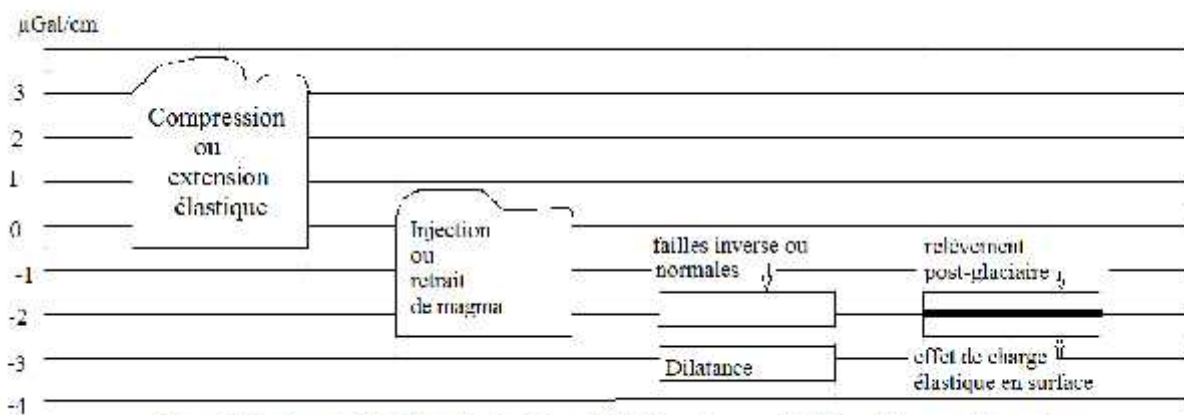 µGal/cm
3
2
1
0
-1
-2
-3
-4
Compression
ou
extension
élastique
Injection
ou
retrait
de magma
failles inverse ou
normales
Dilatance
relèvement
post-glaciaire
effet de charge
élastique en surface